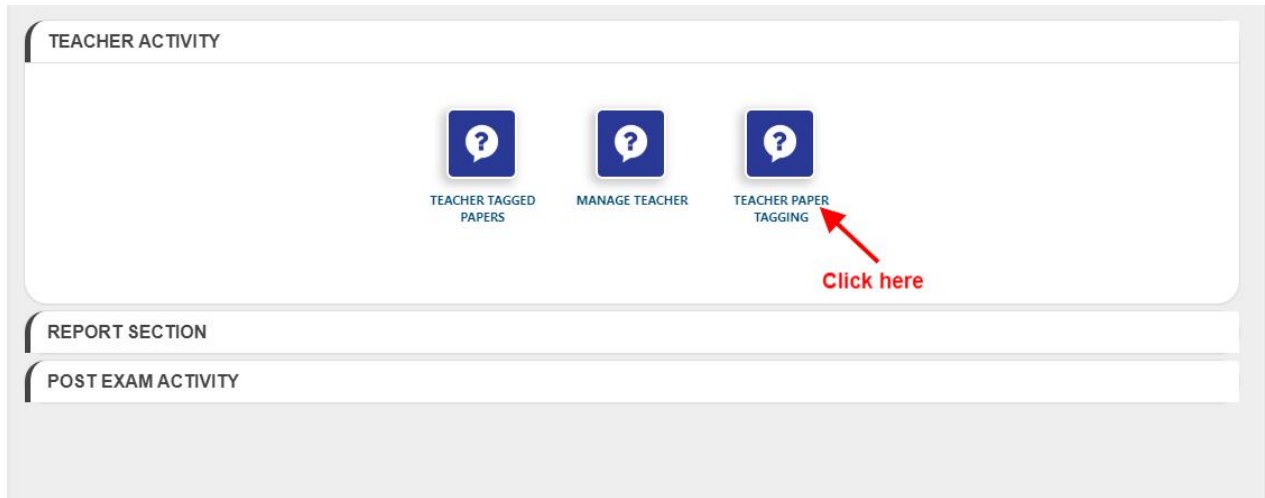 TEACHER ACTIVITY
?
?
?
TEACHER TAGGED
PAPERS
MANAGE TEACHER
TEACHER PAPER
TAGGING
Click here
REPORT SECTION
POST EXAM ACTIVITY